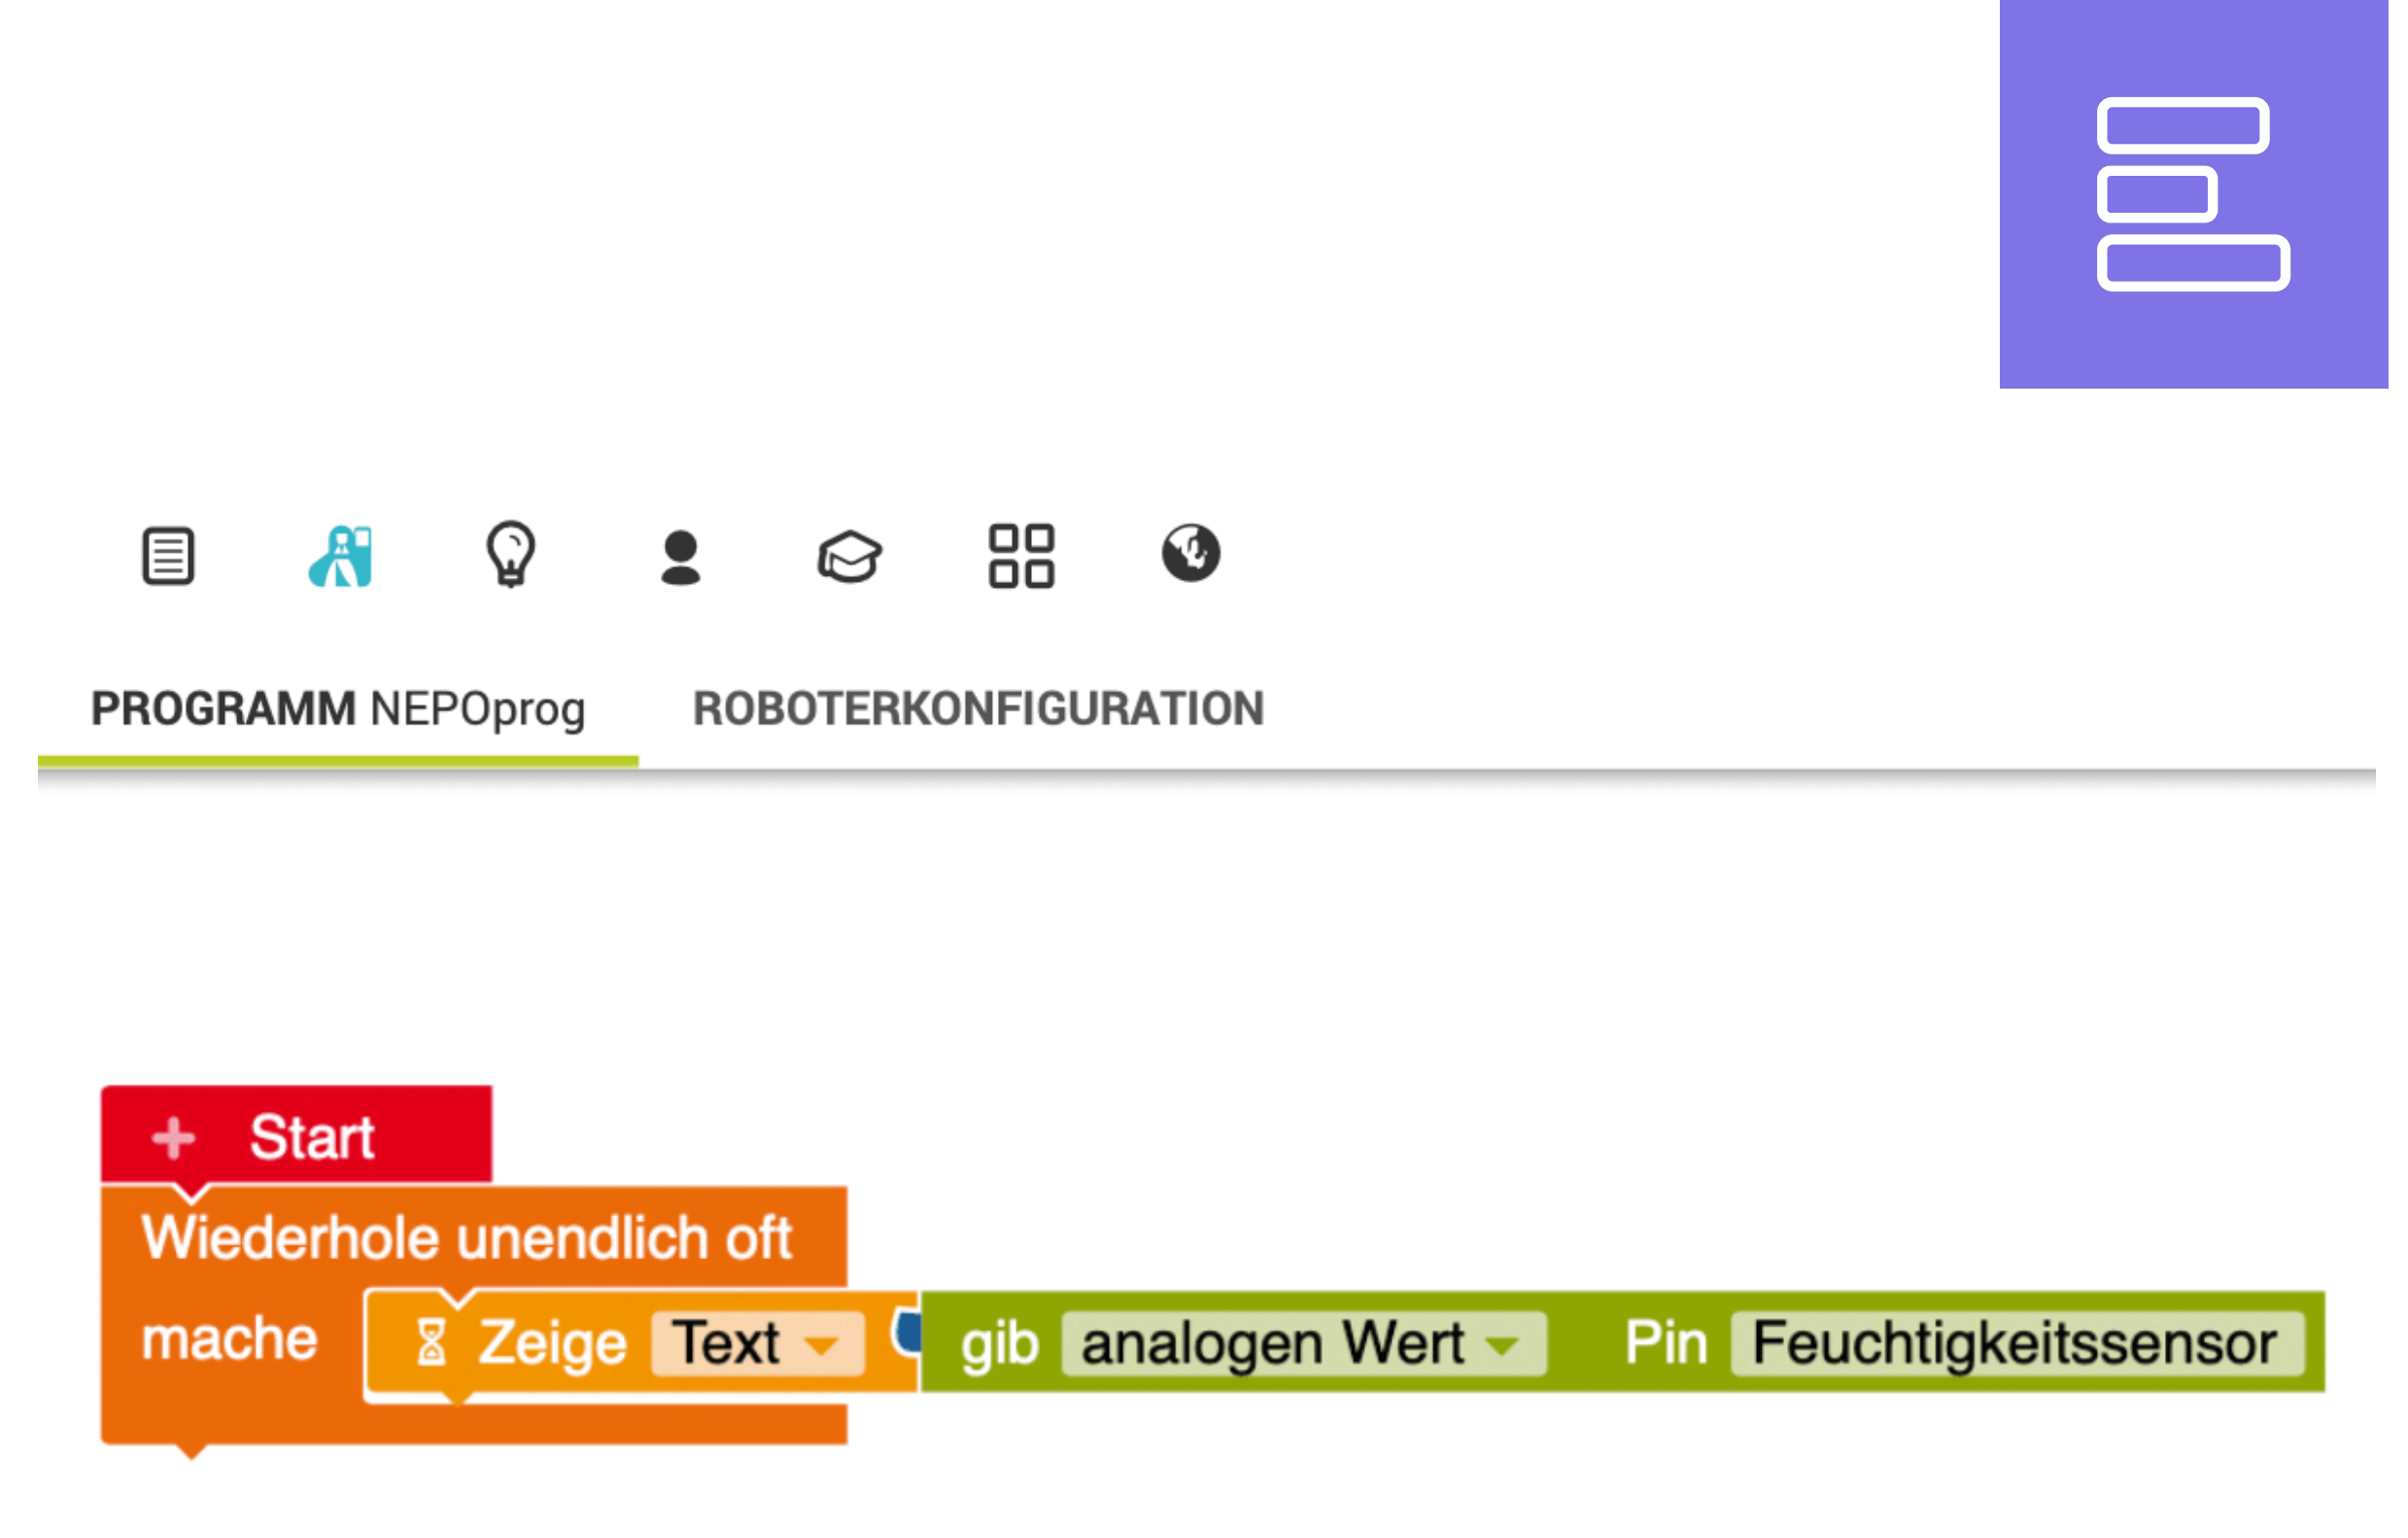 PROGRAMM NEPOprog ROBOTERKONFIGURATION
+ Start
Wiederhole unendlich oft
mache Zeige Text gib analogen Wert Pin Feuchtigkeitssensor